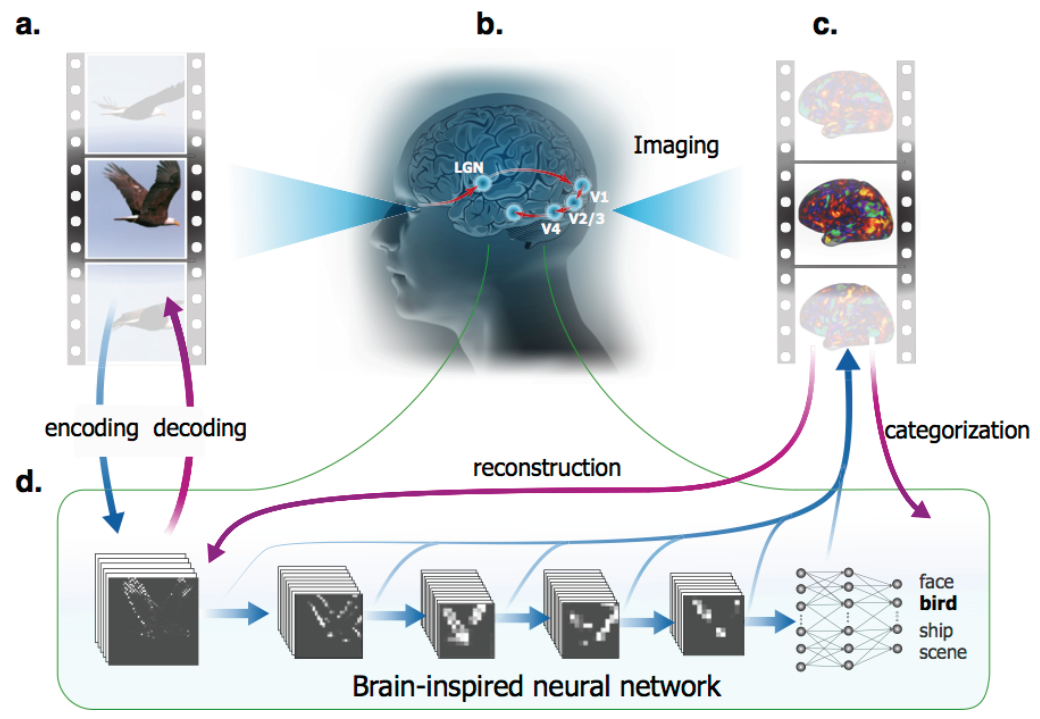 a.
b.
c.
Imaging
LGN
V1
V2/3
V4
encoding
decoding
categorization
reconstruction
d.
face
bird
ship
scene
Brain-inspired neural network